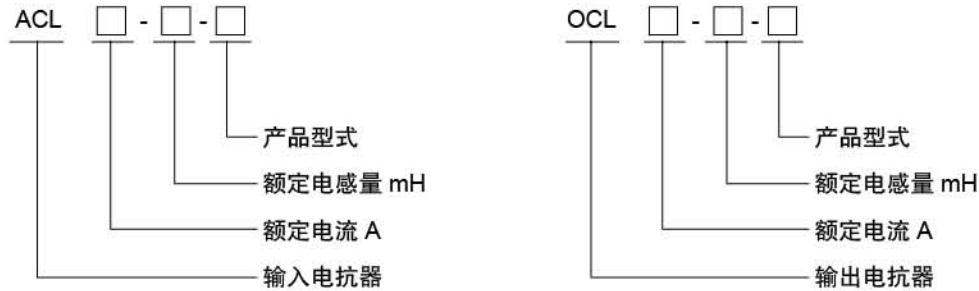 ACL □ - □ - □
产品型式
额定电感量 mH
额定电流 A
输入电抗器
OCL □ - □ - □
产品型式
额定电感量 mH
额定电流 A
输出电抗器